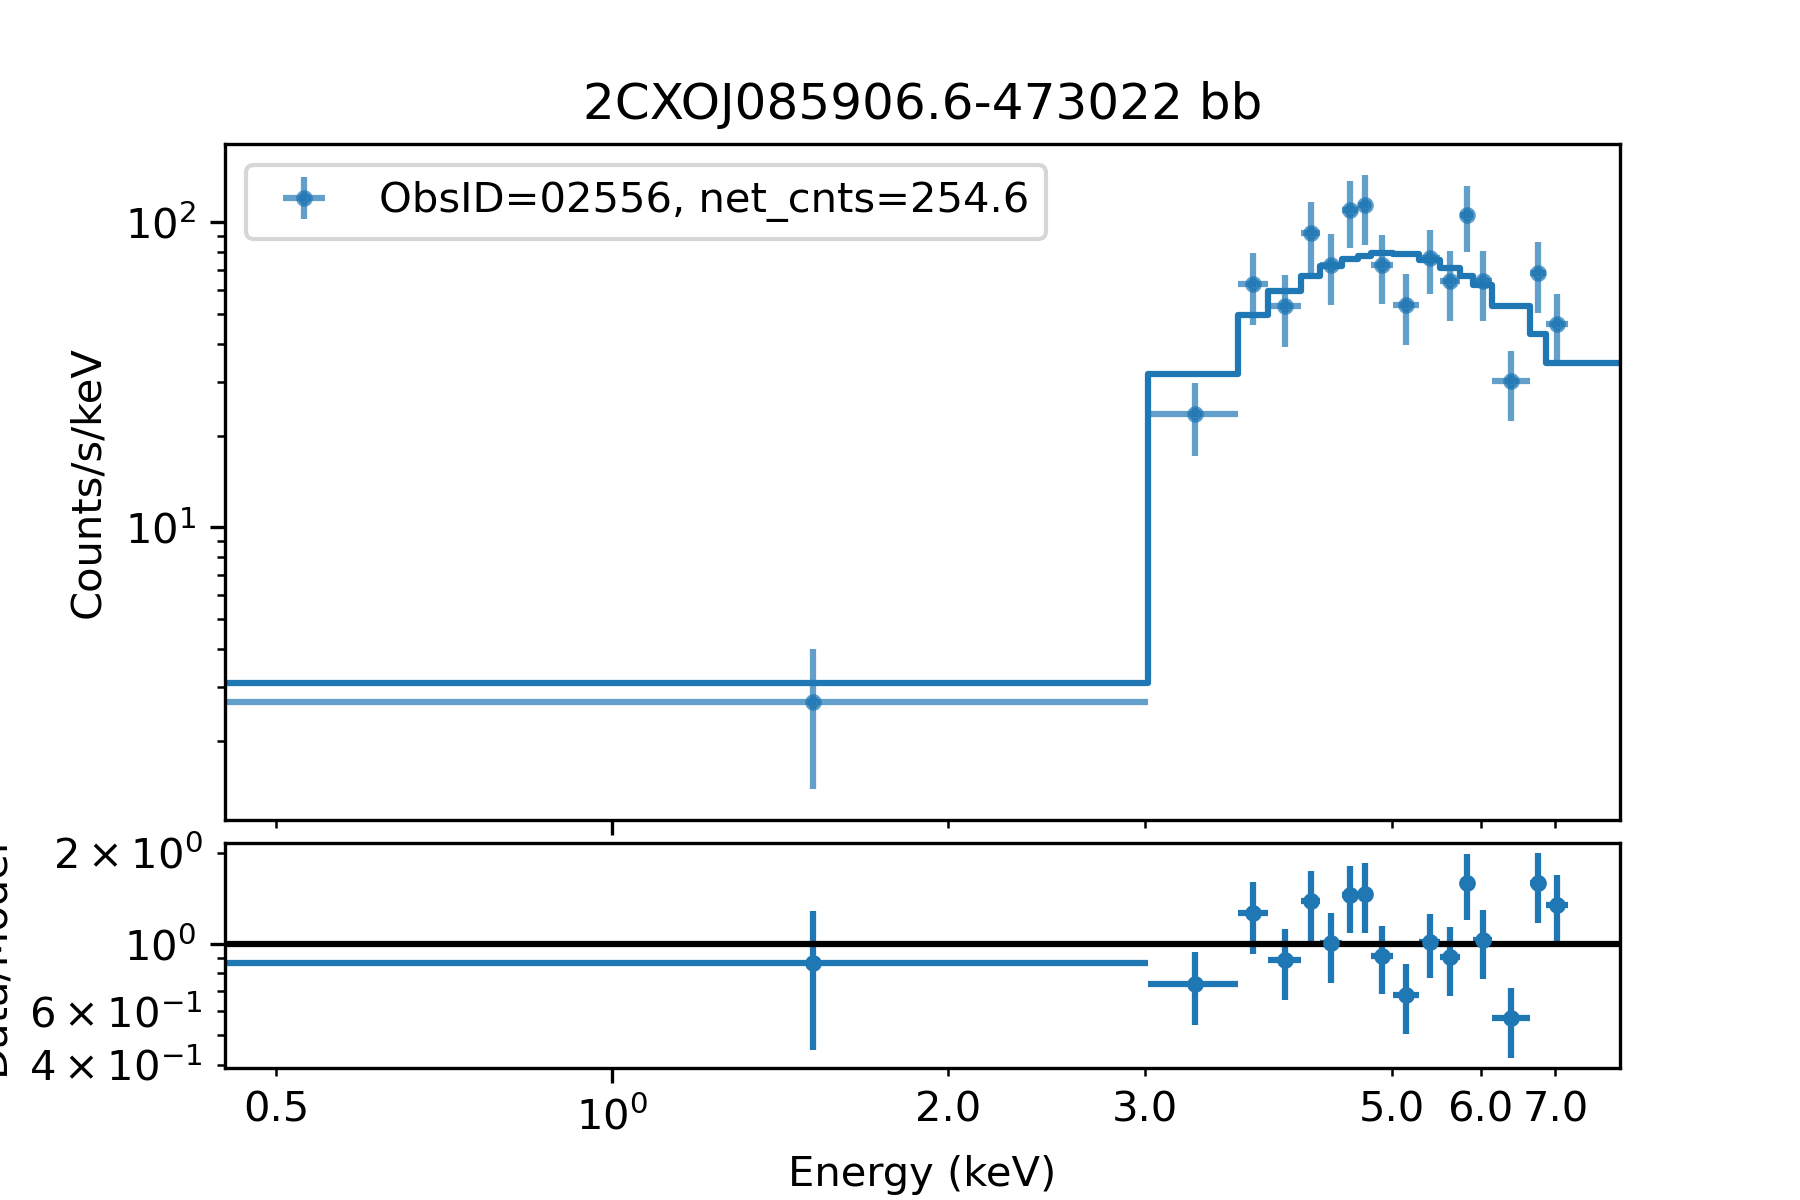 2CXOJ085906.6-473022 bb
ObsID=02556, net_cnts=254.6
10²
10¹
Counts/s/keV
2 × 10⁰
10⁰
6 × 10⁻¹
4 × 10⁻¹
0.5 10⁰ 2.0 3.0 5.0 6.0 7.0
Energy (keV)